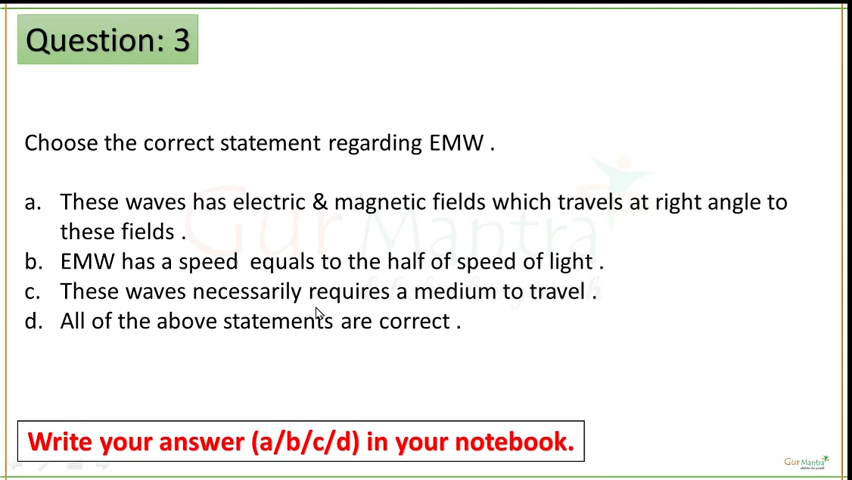 Question: 3
Choose the correct statement regarding EMW .
a. These waves has electric & magnetic fields which travels at right angle to
these fields .
b. EMW has a speed equals to the half of speed of light .
c. These waves necessarily requires a medium to travel .
d. All of the above statements are correct .
Write your answer (a/b/c/d) in your notebook.
Gur Mantra